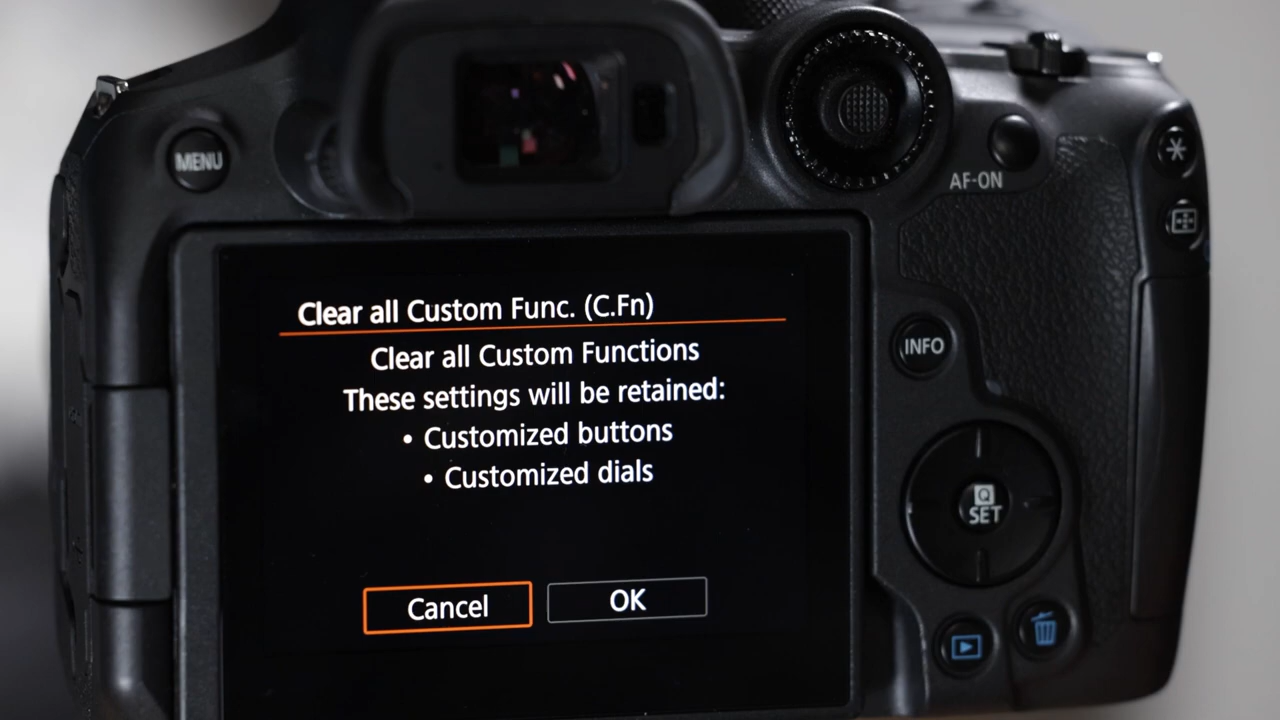 MENU
AF-ON
Clear all Custom Func. (C.Fn)
Clear all Custom Functions
These settings will be retained:
• Customized buttons
• Customized dials
Cancel
OK
INFO
Q
SET